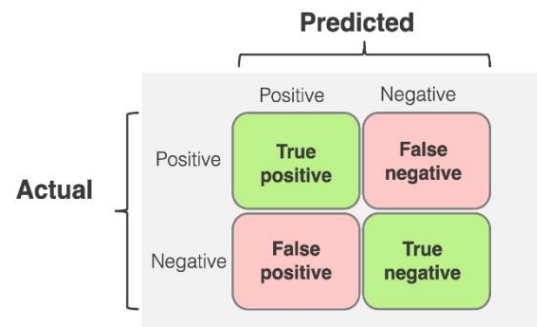 Predicted
Positive Negative
Actual
Positive
True
positive
False
negative
Negative
False
positive
True
negative